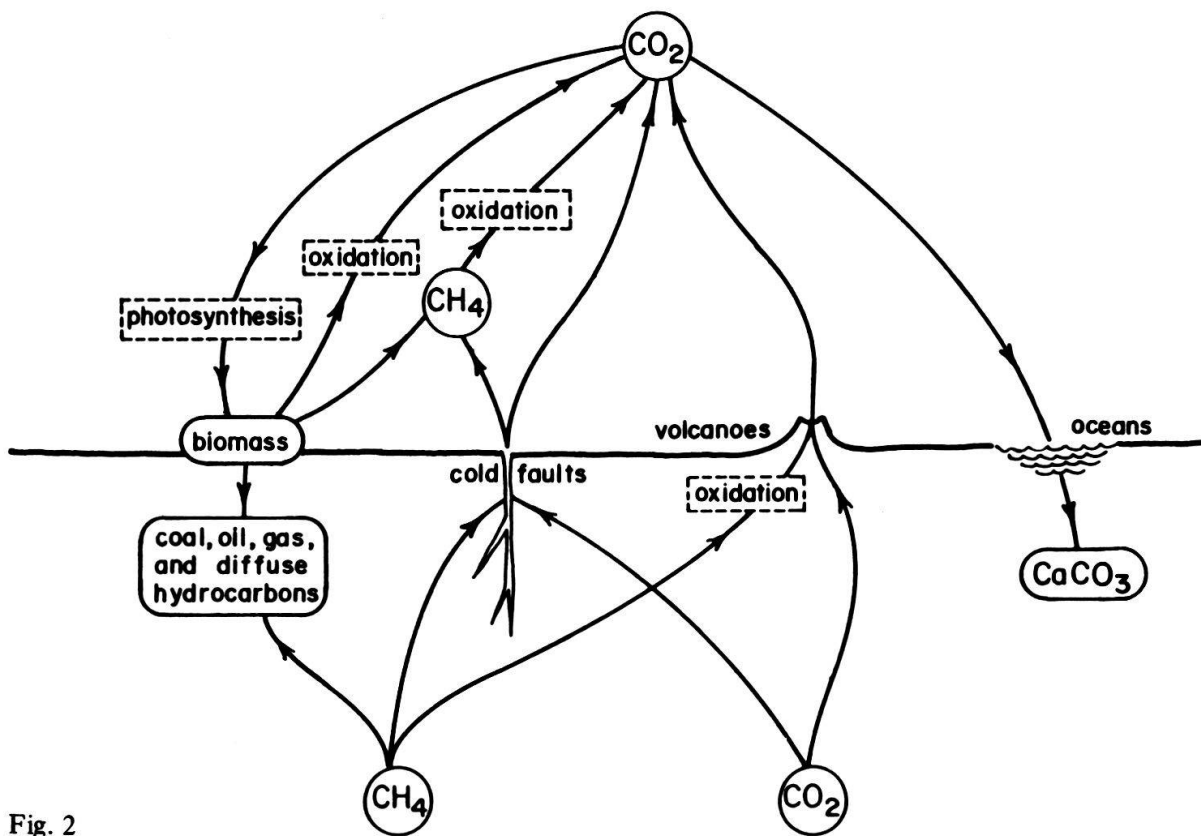 CO2
oxidation
oxidation
CH4
photosynthesis
biomass
volcanoes
oceans
cold faults
oxidation
coal, oil, gas,
and diffuse
hydrocarbons
CaCO3
CH4
CO2
Fig. 2